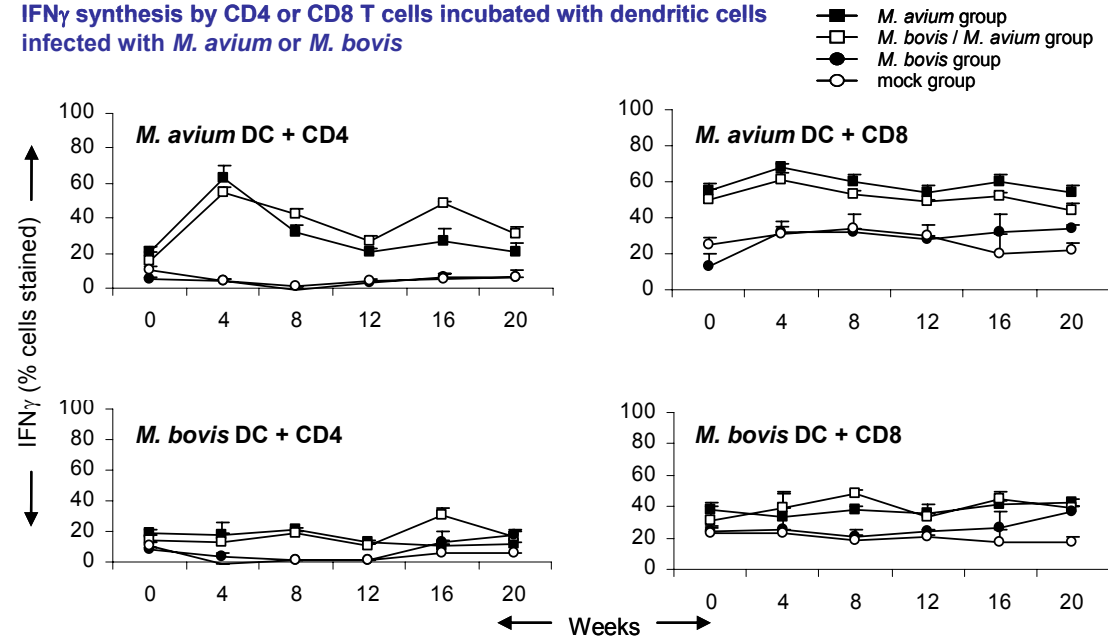 IFNγ synthesis by CD4 or CD8 T cells incubated with dendritic cells
infected with M. avium or M. bovis
M. avium group
M. bovis / M. avium group
M. bovis group
mock group
IFNγ (% cells stained)
M. avium DC + CD4
100
80
60
40
20
0
0 4 8 12 16 20
M. avium DC + CD8
100
80
60
40
20
0
0 4 8 12 16 20
M. bovis DC + CD4
100
80
60
40
20
0
0 4 8 12 16 20
M. bovis DC + CD8
100
80
60
40
20
0
0 4 8 12 16 20
Weeks